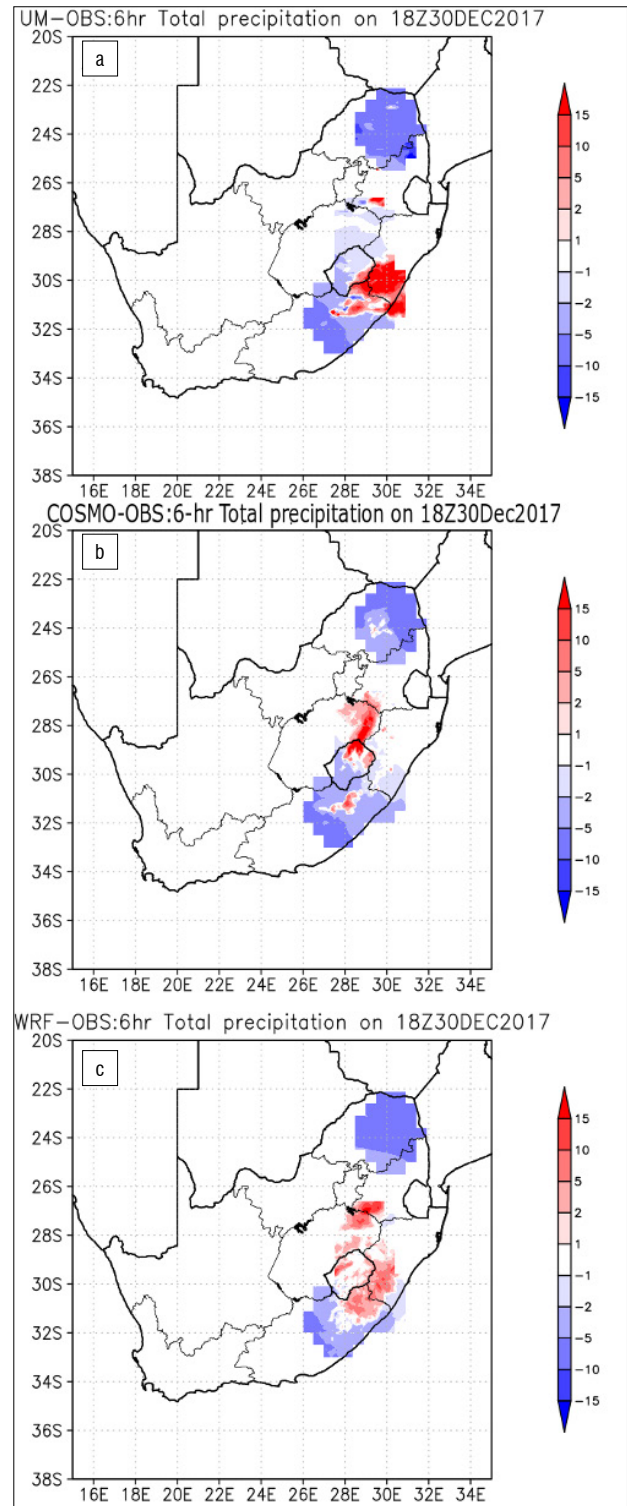 UM-OBS:6hr Total precipitation on 18Z30DEC2017
a
20S
22S
24S
26S
28S
30S
32S
34S
36S
38S
16E 18E 20E 22E 24E 26E 28E 30E 32E 34E
15
10
5
2
1
-1
-2
-5
-10
-15
COSMO-OBS:6-hr Total precipitation on 18Z30Dec2017
b
20S
22S
24S
26S
28S
30S
32S
34S
36S
38S
16E 18E 20E 22E 24E 26E 28E 30E 32E 34E
15
10
5
2
1
-1
-2
-5
-10
-15
WRF-OBS:6hr Total precipitation on 18Z30DEC2017
c
20S
22S
24S
26S
28S
30S
32S
34S
36S
38S
16E 18E 20E 22E 24E 26E 28E 30E 32E 34E
15
10
5
2
1
-1
-2
-5
-10
-15